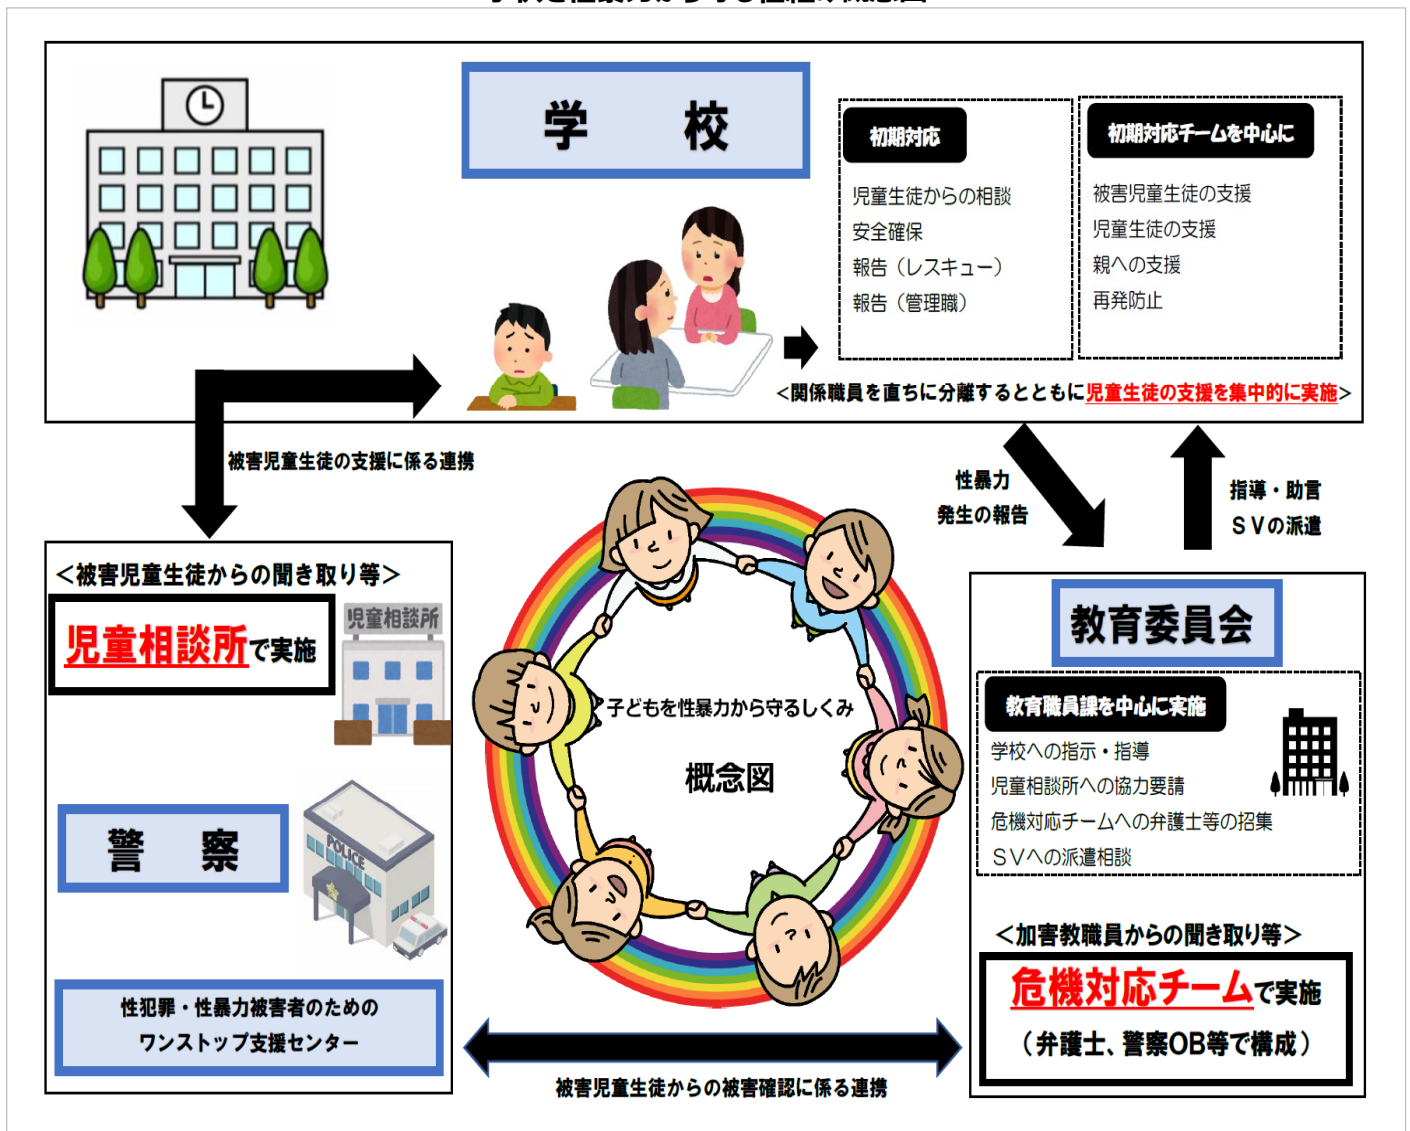 学 校
初期対応
児童生徒からの相談
安全確保
報告（レスキュー）
報告（管理職）
初期対応チームを中心に
被害児童生徒の支援
児童生徒の支援
親への支援
再発防止
<関係職員を直ちに分離するとともに児童生徒の支援を集中的に実施>
被害児童生徒の支援に係る連携
性暴力
発生の報告
指導・助言
ＳＶの派遣
<被害児童生徒からの聞き取り等>
児童相談所で実施
児童相談所
警 察
POLICE
性犯罪・性暴力被害者のための
ワンストップ支援センター
子どもを性暴力から守るしくみ
概念図
教育委員会
教育職員課を中心に実施
学校への指示・指導
児童相談所への協力要請
危機対応チームへの弁護士等の招集
ＳＶへの派遣相談
<加害教職員からの聞き取り等>
危機対応チームで実施
（弁護士、警察OB等で構成）
被害児童生徒からの被害確認に係る連携